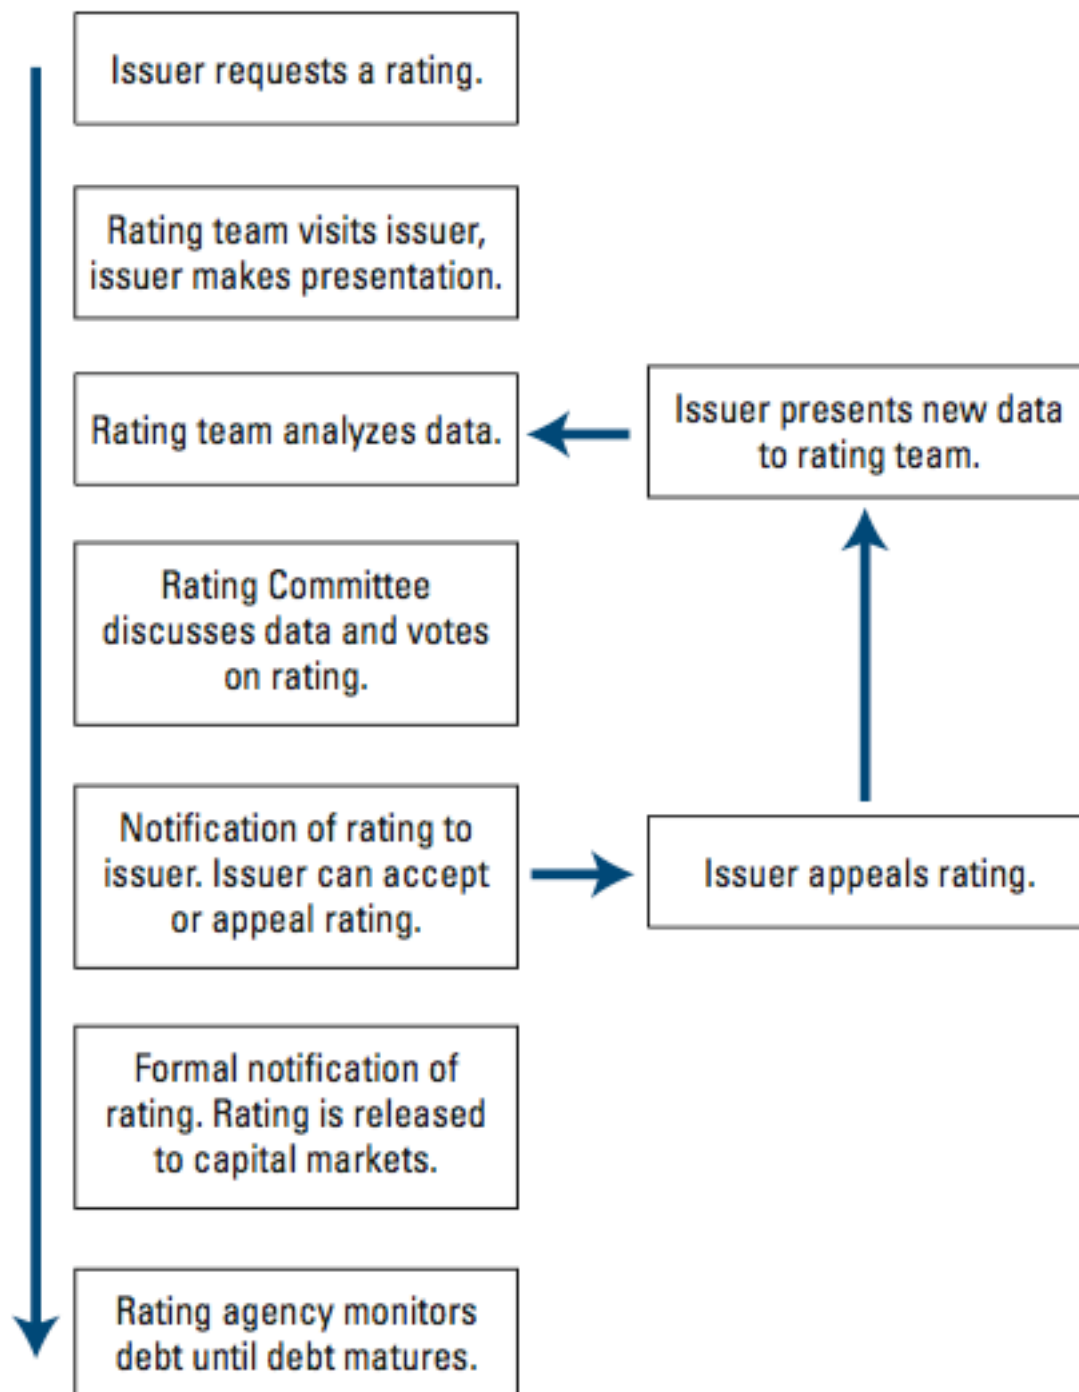 Issuer requests a rating.
Rating team visits issuer,
issuer makes presentation.
Rating team analyzes data.
Issuer presents new data
to rating team.
Rating Committee
discusses data and votes
on rating.
Notification of rating to
issuer. Issuer can accept
or appeal rating.
Issuer appeals rating.
Formal notification of
rating. Rating is released
to capital markets.
Rating agency monitors
debt until debt matures.